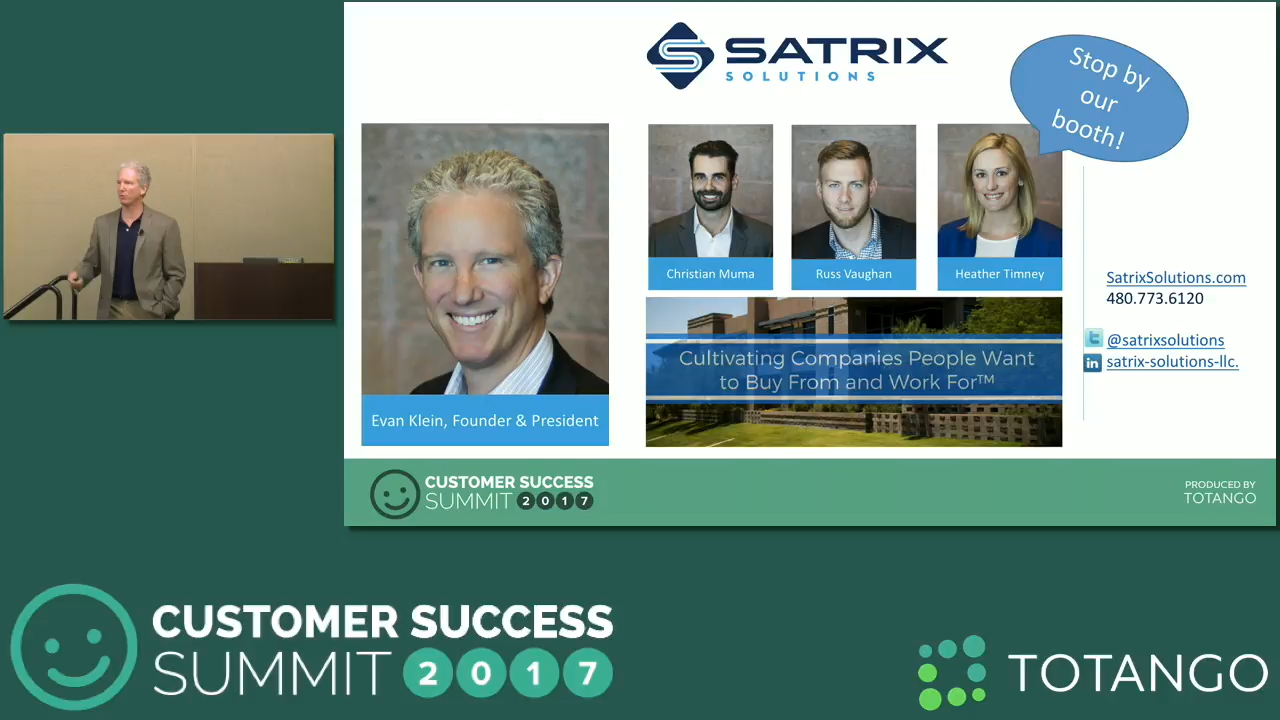 SATRIX
SOLUTIONS
Stop by
our
booth!
Christian Muma
Russ Vaughan
Heather Timney
SatrixSolutions.com
480.773.6120
@satrixsolutions
in satrix-solutions-llc.
Cultivating Companies People Want
to Buy From and Work For™
Evan Klein, Founder & President
CUSTOMER SUCCESS
SUMMIT 2017
PRODUCED BY
TOTANGO
CUSTOMER SUCCESS
SUMMIT 2017
TOTANGO